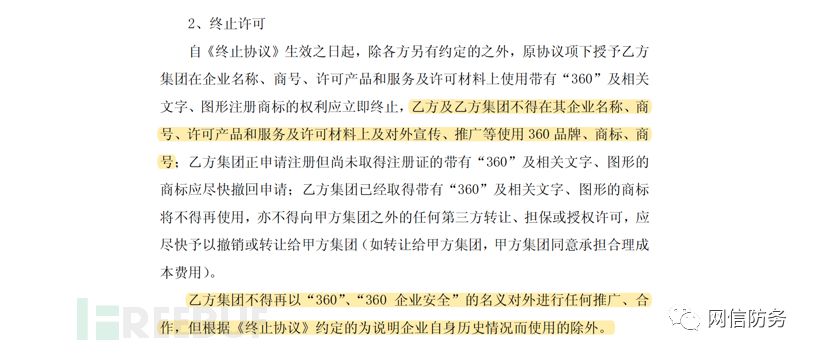 2、终止许可
自《终止协议》生效之日起，除各方另有约定的之外，原协议项下授予乙方
集团在企业名称、商号、许可产品和服务及许可材料上使用带有“360”及相关
文字、图形注册商标的权利应立即终止，乙方及乙方集团不得在其企业名称、商
号、许可产品和服务及许可材料上及对外宣传、推广等使用 360 品牌、商标、商
号；乙方集团正申请注册但尚未取得注册证的带有“360”及相关文字、图形的
商标应尽快撤回申请；乙方集团已经取得带有“360”及相关文字、图形的商标
将不得再使用，亦不得向甲方集团之外的任何第三方转让、担保或授权许可，应
尽快予以撤销或转让给甲方集团（如转让给甲方集团，甲方集团同意承担合理成
本费用）。
乙方集团不得再以“360”、“360 企业安全”的名义对外进行任何推广、合
作，但根据《终止协议》约定的为说明企业自身历史情况而使用的除外。
FREEBUF
网信防务